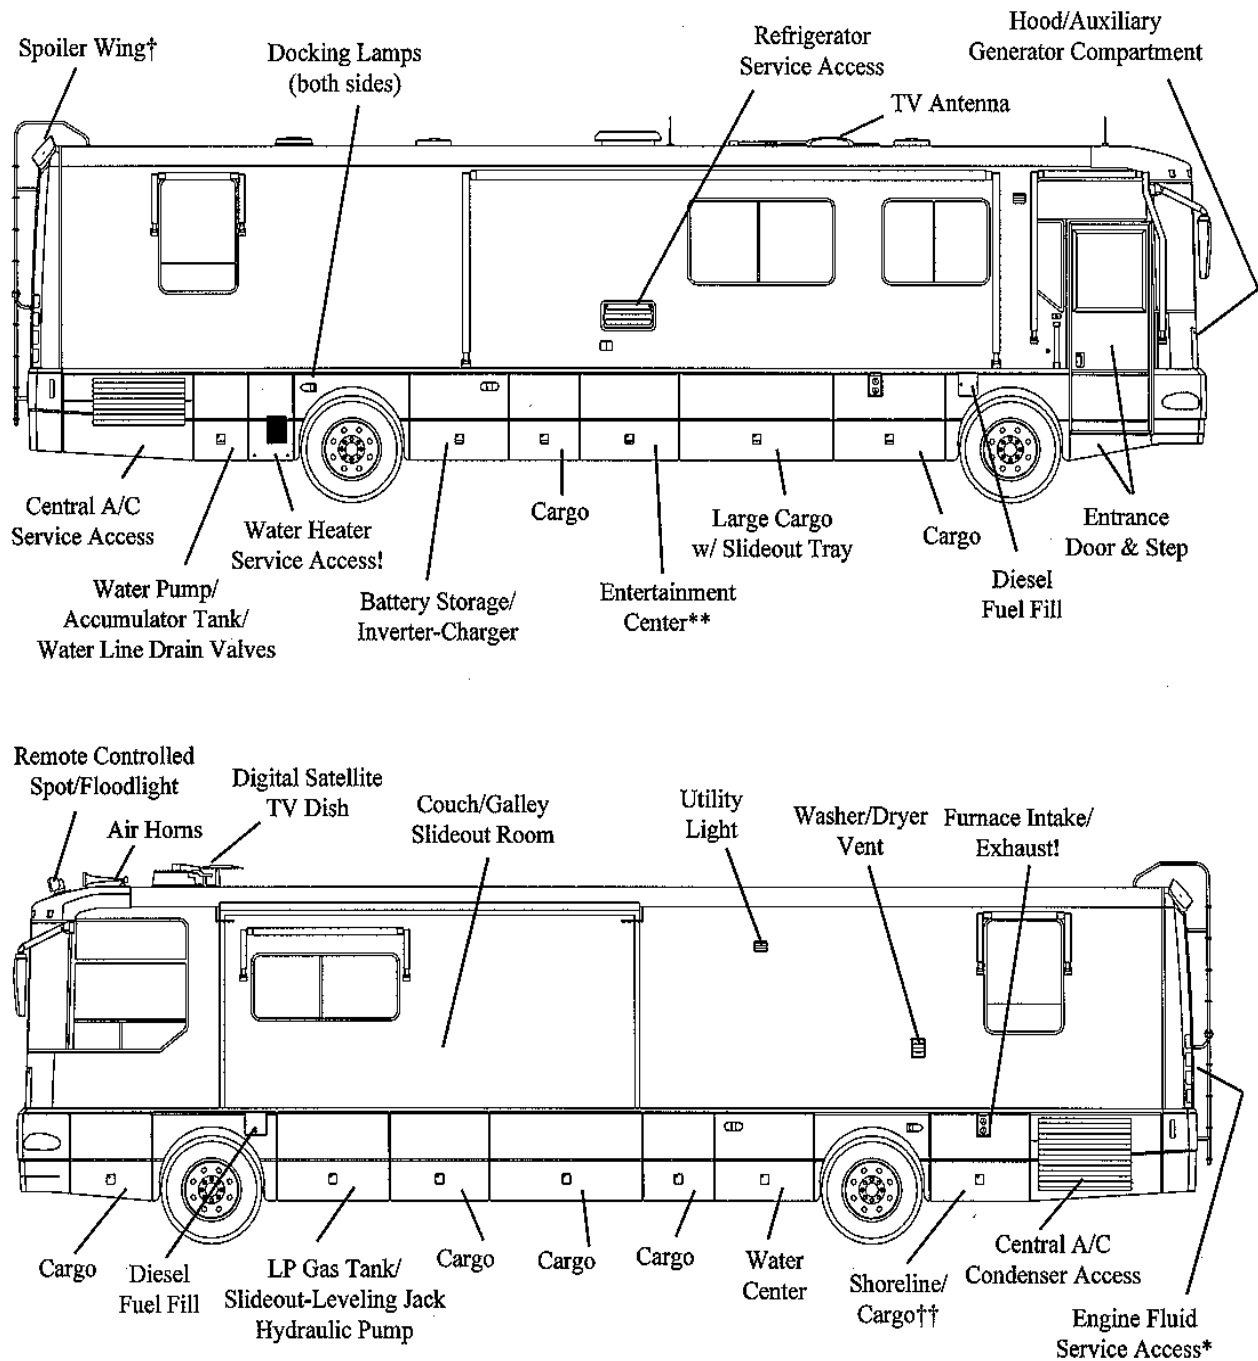 Spoiler Wing†
Docking Lamps
(both sides)
Refrigerator
Service Access
TV Antenna
Hood/Auxiliary
Generator Compartment
Central A/C
Service Access
Water Pump/
Accumulator Tank/
Water Line Drain Valves
Water Heater
Service Access!
Battery Storage/
Inverter-Charger
Cargo
Entertainment
Center**
Large Cargo
w/ Slideout Tray
Cargo
Diesel
Fuel Fill
Entrance
Door & Step
Remote Controlled
Spot/Floodlight
Air Horns
Digital Satellite
TV Dish
Couch/Galley
Slideout Room
Utility
Light
Washer/Dryer
Vent
Furnace Intake/
Exhaust!
Cargo
Diesel
Fuel Fill
LP Gas Tank/
Slideout-Leveling Jack
Hydraulic Pump
Cargo
Cargo
Cargo
Water
Center
Shoreline/
Cargo††
Central A/C
Condenser Access
Engine Fluid
Service Access*